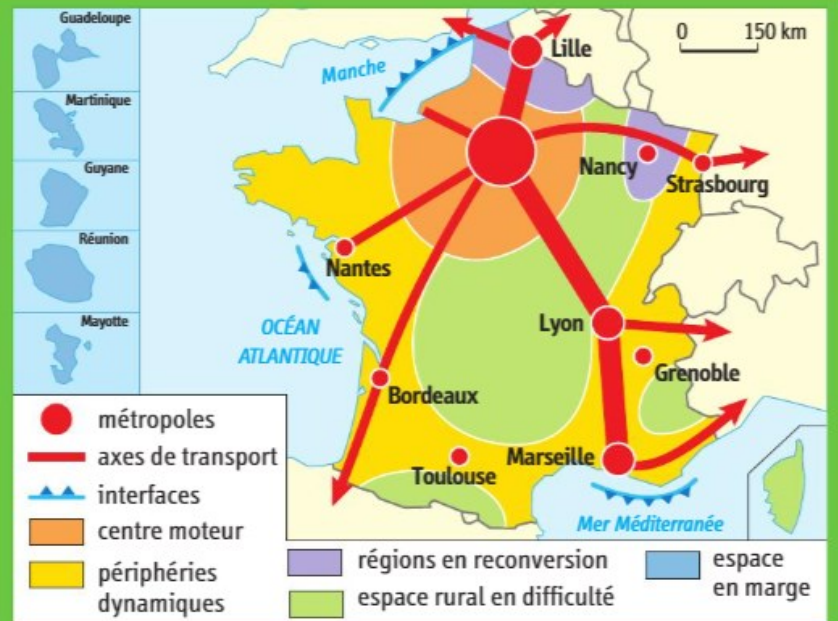 Guadeloupe
Martinique
Guyane
Réunion
Mayotte
Manche
Lille
0 150 km
Nancy
Strasbourg
Nantes
OCÉAN
ATLANTIQUE
Lyon
Grenoble
Bordeaux
Toulouse
Marseille
Mer Méditerranée
métropoles
axes de transport
interfaces
centre moteur
périphéries
dynamiques
régions en reconversion
espace rural en difficulté
espace
en marge